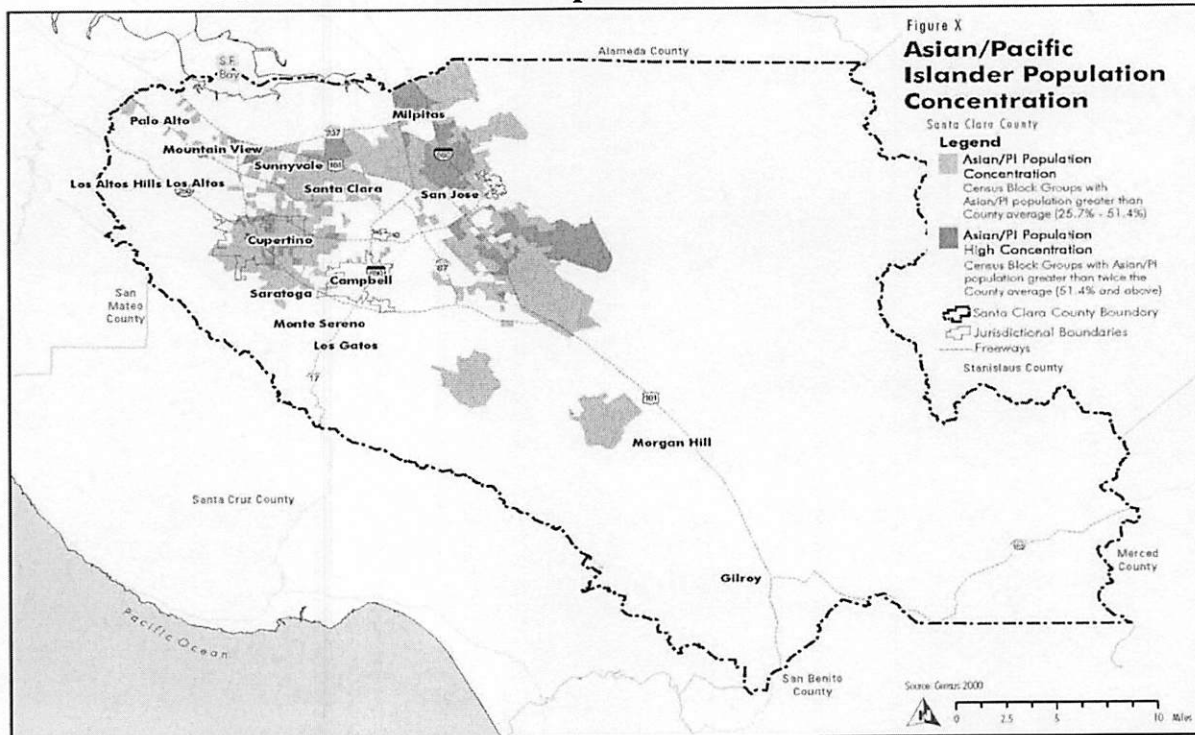 Figure X
Asian/Pacific
Islander Population
Concentration
Santa Clara County
Legend
Asian/PI Population
Concentration
Census Block Groups with
Asian/PI population greater than
County average (25.7% - 51.4%)
Asian/PI Population
High Concentration
Census Block Groups with Asian/PI
population greater than twice the
County average (51.4% and above)
Santa Clara County Boundary
Jurisdictional Boundaries
Freeways
Stanislaus County
Alameda County
S.F.
Bay
Palo Alto
Milpitas
237
Mountain View
Sunnyvale
101
Los Altos Hills
Los Altos
Santa Clara
San Jose
Cupertino
87
Campbell
Saratoga
San
Mateo
County
Monte Sereno
Los Gatos
17
101
Morgan Hill
Santa Cruz County
Gilroy
Merced
County
Pacific Ocean
San Benito
County
Source: Census 2000
0 2.5 5 10 Miles